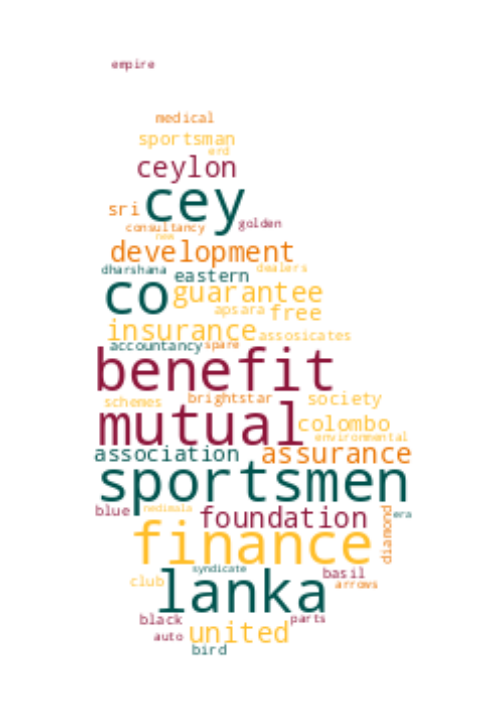 empire
medical
sportsman
erd
ceylon
cey
sri
golden
consultancy
new
development
dharshana
dealers
eastern
co
guarantee
apsara
free
insurance
assosicates
accountancy
spare
benefit
schemes
brightstar
society
mutual
colombo
environmental
association
assurance
sportsmen
blue
nedimala
foundation
diamond
era
finance
syndicate
club
lanka
basil
arrows
black
parts
auto
united
bird